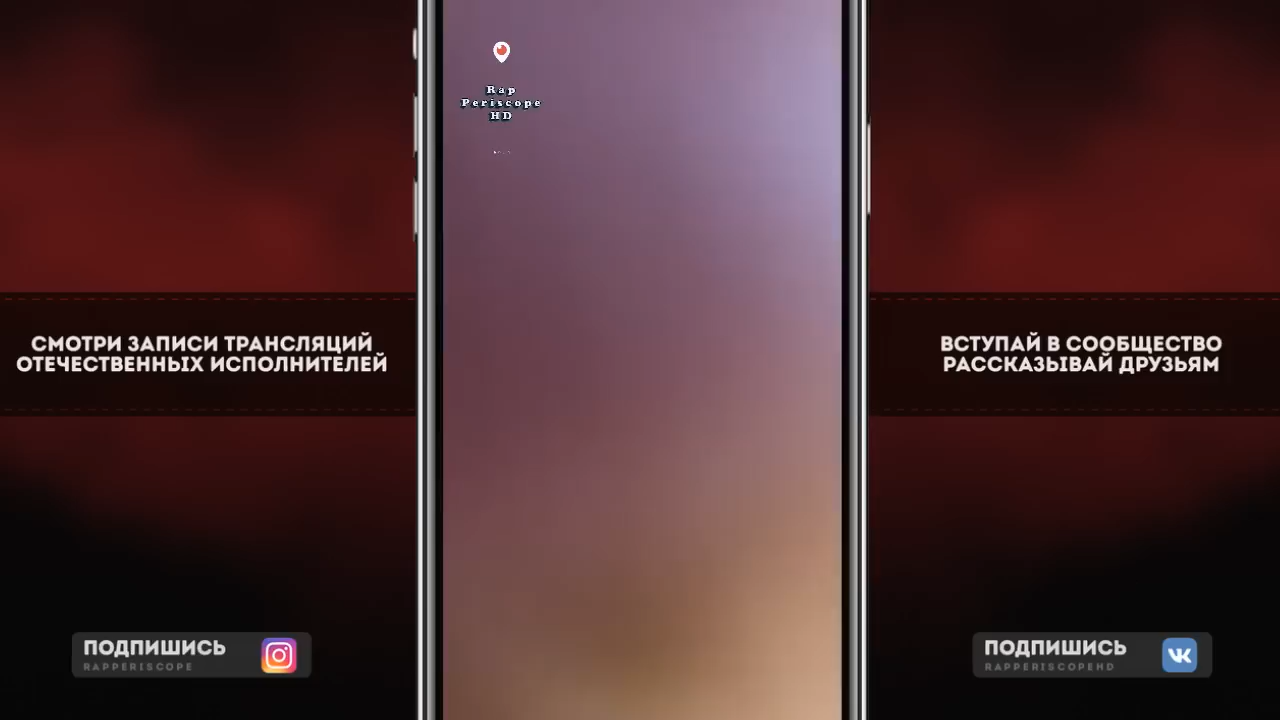 Rap
Periscope
HD
СМОТРИ ЗАПИСИ ТРАНСЛЯЦИЙ
ОТЕЧЕСТВЕННЫХ ИСПОЛНИТЕЛЕЙ
ВСТУПАЙ В СООБЩЕСТВО
РАССКАЗЫВАЙ ДРУЗЬЯМ
ПОДПИШИСЬ
RAPPERISCOPE
ПОДПИШИСЬ
RAPPERISCOPEHD